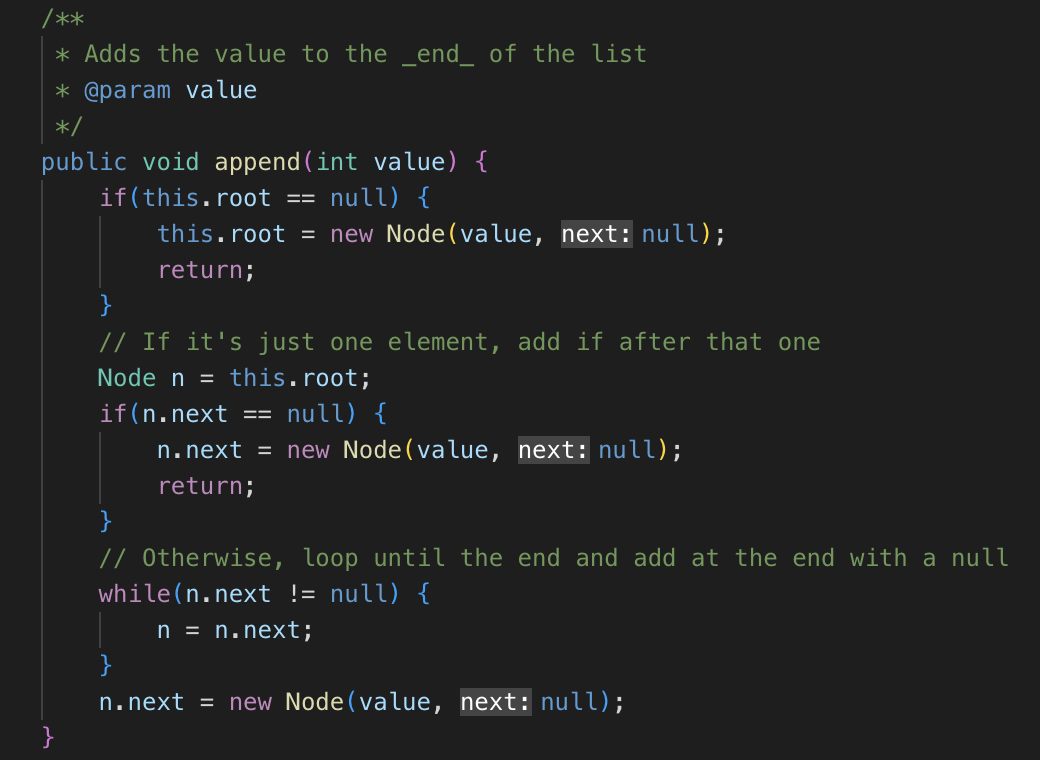 /**
 * Adds the value to the _end_ of the list
 * @param value
 */
public void append(int value) {
    if(this.root == null) {
        this.root = new Node(value, next: null);
        return;
    }
    // If it's just one element, add if after that one
    Node n = this.root;
    if(n.next == null) {
        n.next = new Node(value, next: null);
        return;
    }
    // Otherwise, loop until the end and add at the end with a null
    while(n.next != null) {
        n = n.next;
    }
    n.next = new Node(value, next: null);
}